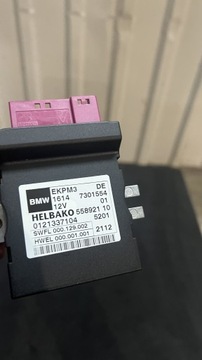 BMW
EKPM3 DE
1614 7301554
12V 01
HELBAKO 558921 10
0121337104 5201
SWFL 000.129.002
HWEL 000.001.001 2112